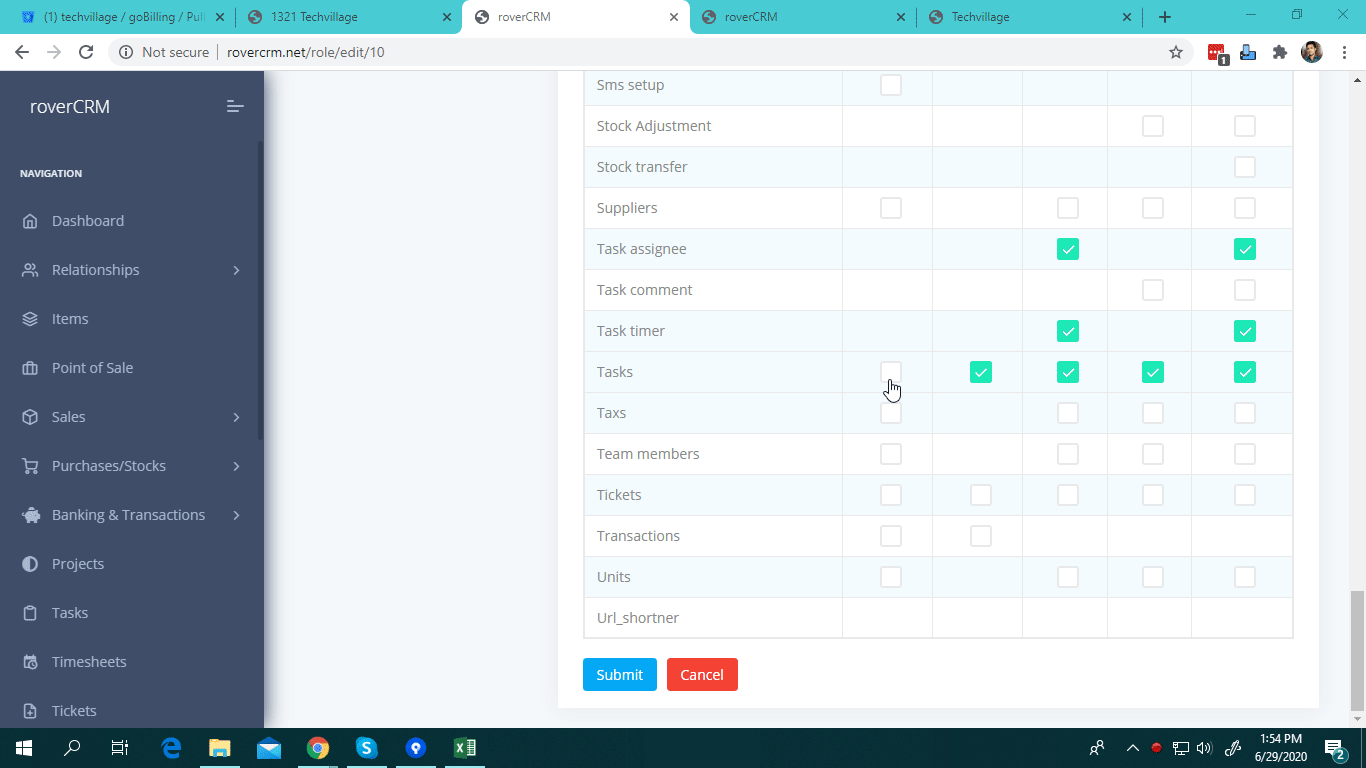 (1) techvillage / goBilling / Pull
1321 Techvillage
roverCRM
roverCRM
Techvillage
Not secure
rovercrm.net/role/edit/10
1
roverCRM
NAVIGATION
Dashboard
Relationships
Items
Point of Sale
Sales
Purchases/Stocks
Banking & Transactions
Projects
Tasks
Timesheets
Tickets
Sms setup
Stock Adjustment
Stock transfer
Suppliers
Task assignee
Task comment
Task timer
Tasks
Taxs
Team members
Tickets
Transactions
Units
Url_shortner
Submit
Cancel
1:54 PM
6/29/2020
2